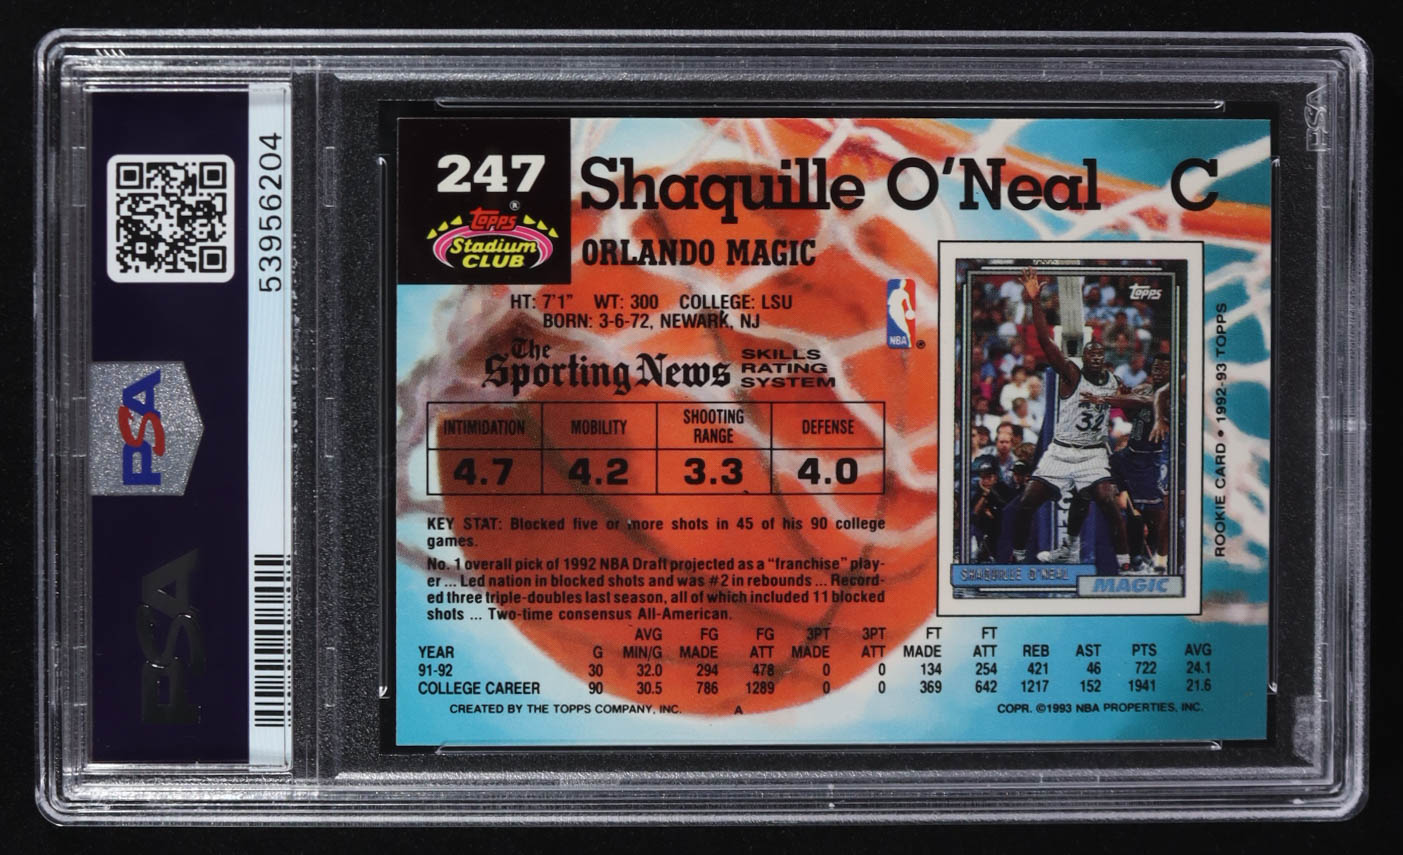 53956204
PSA
PSA
PSA
247
Topps®
Stadium
CLUB
Shaquille O'Neal C
ORLANDO MAGIC
HT: 7'1" WT: 300 COLLEGE: LSU
BORN: 3-6-72, NEWARK, NJ
The
Sporting News
SKILLS
RATING
SYSTEM
NBA®
INTIMIDATION MOBILITY SHOOTING RANGE DEFENSE
4.7 4.2 3.3 4.0
KEY STAT: Blocked five or more shots in 45 of his 90 college
games.
No. 1 overall pick of 1992 NBA Draft projected as a "franchise" play-
er ... Led nation in blocked shots and was #2 in rebounds ... Record-
ed three triple-doubles last season, all of which included 11 blocked
shots ... Two-time consensus All-American.
TOPPS
32
SHAQUILLE O'NEAL
MAGIC
ROOKIE CARD • 1992-93 TOPPS
AVG FG FG 3PT 3PT FT FT
YEAR G MIN/G MADE ATT MADE ATT MADE ATT REB AST PTS AVG
91-92 30 32.0 294 478 0 0 134 254 421 46 722 24.1
COLLEGE CAREER 90 30.5 786 1289 0 0 369 642 1217 152 1941 21.6
CREATED BY THE TOPPS COMPANY, INC. A COPR. ©1993 NBA PROPERTIES, INC.